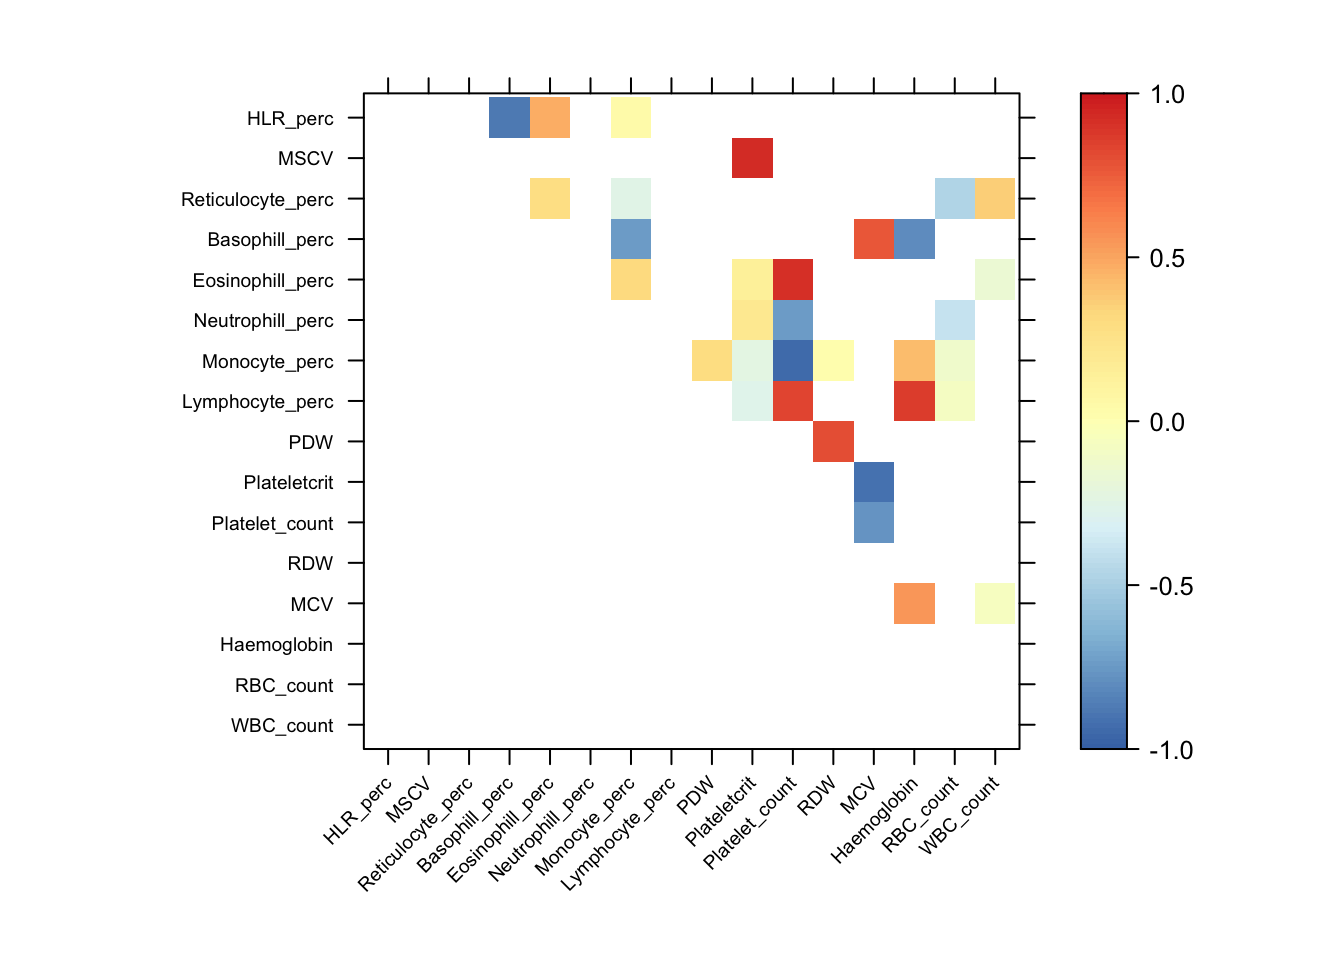 HLR_perc
MSCV
Reticulocyte_perc
Basophill_perc
Eosinophill_perc
Neutrophill_perc
Monocyte_perc
Lymphocyte_perc
PDW
Plateletcrit
Platelet_count
RDW
MCV
Haemoglobin
RBC_count
WBC_count
HLR_perc
MSCV
Reticulocyte_perc
Basophill_perc
Eosinophill_perc
Neutrophill_perc
Monocyte_perc
Lymphocyte_perc
PDW
Plateletcrit
Platelet_count
RDW
MCV
Haemoglobin
RBC_count
WBC_count
1.0
0.5
0.0
-0.5
-1.0